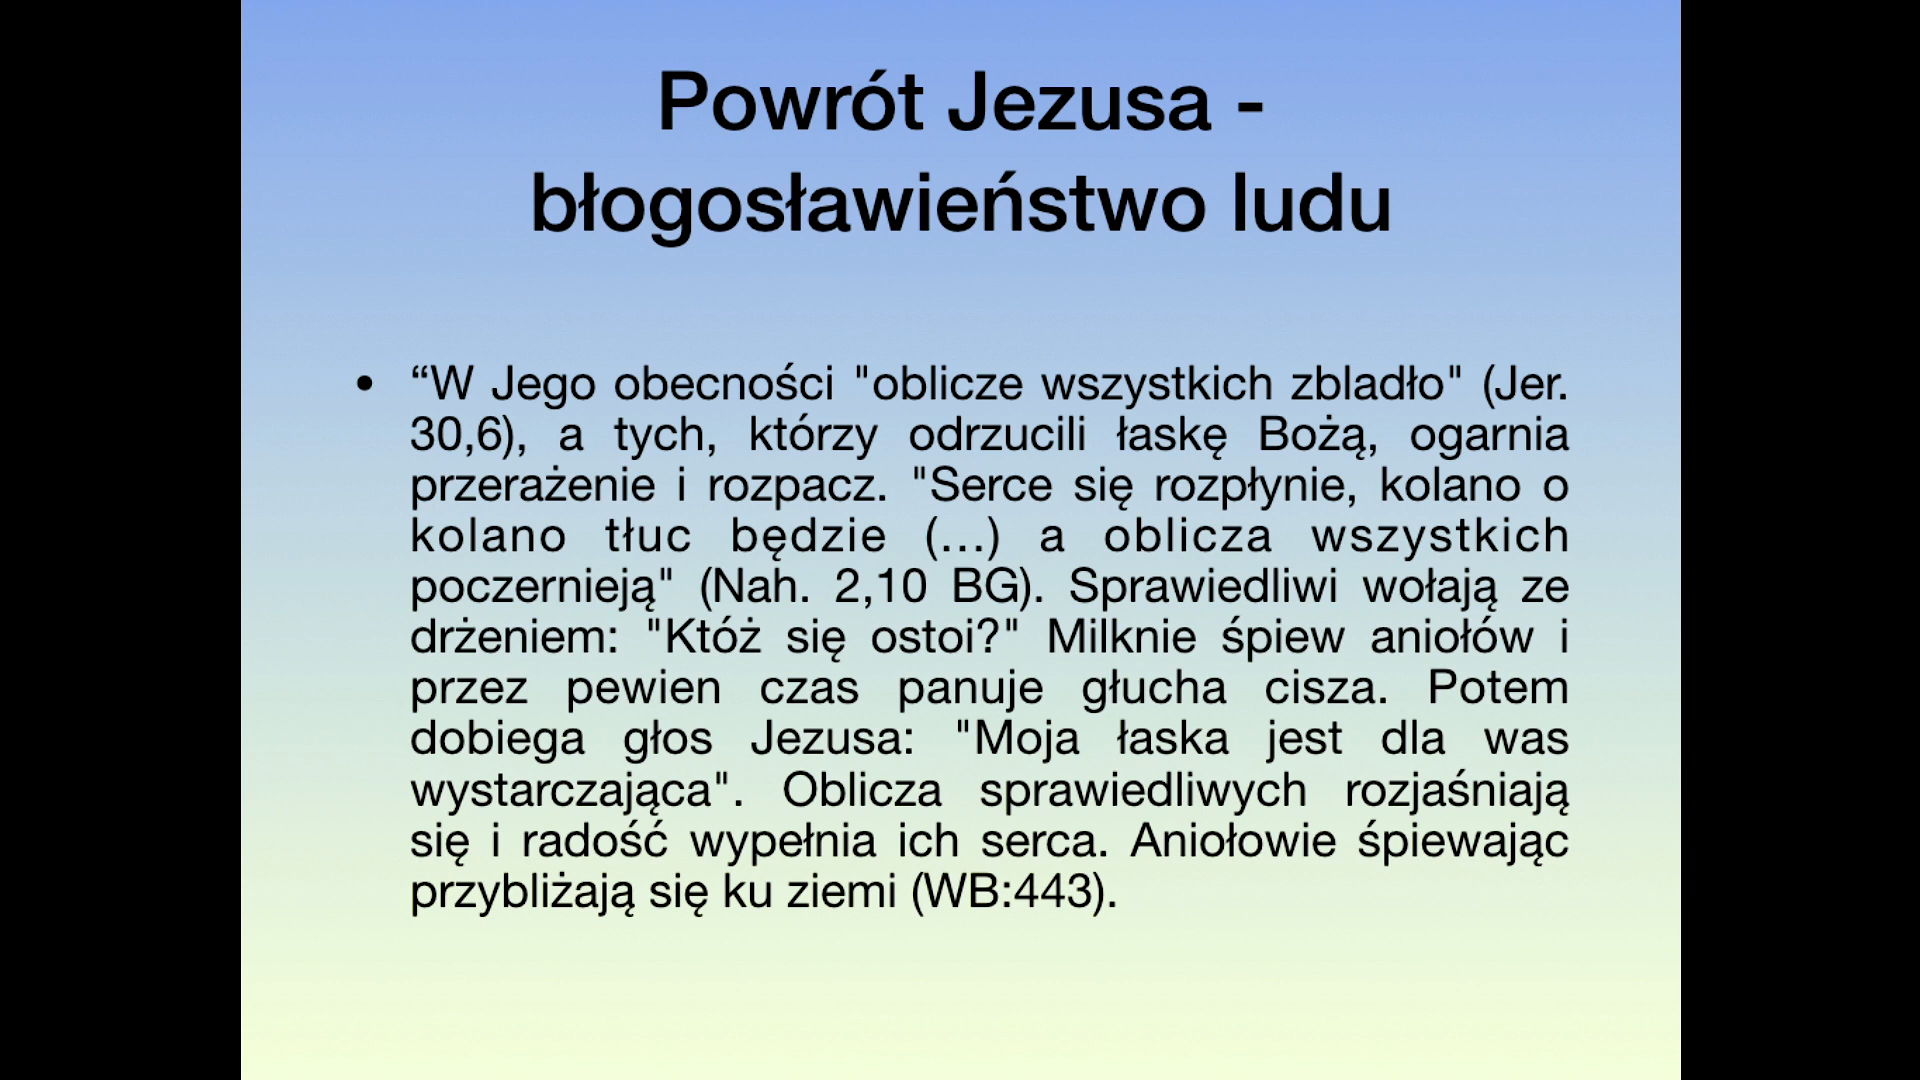 Powrót Jezusa -
błogosławieństwo ludu
• “W Jego obecności "oblicze wszystkich zbladło" (Jer.
30,6), a tych, którzy odrzucili łaskę Bożą, ogarnia
przerażenie i rozpacz. "Serce się rozpłynie, kolano o
kolano tłuc będzie (…) a oblicza wszystkich
poczernieją" (Nah. 2,10 BG). Sprawiedliwi wołają ze
drżeniem: "Któż się ostoi?" Milknie śpiew aniołów i
przez pewien czas panuje głucha cisza. Potem
dobiega głos Jezusa: "Moja łaska jest dla was
wystarczająca". Oblicza sprawiedliwych rozjaśniają
się i radość wypełnia ich serca. Aniołowie śpiewając
przybliżają się ku ziemi (WB:443).